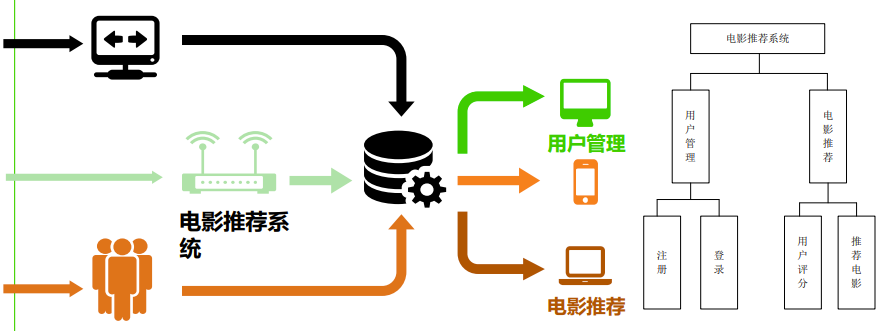 电影推荐系
统
用户管理
电影推荐
电影推荐系统
用户管理
电影推荐
注册
登录
用户评分
推荐电影